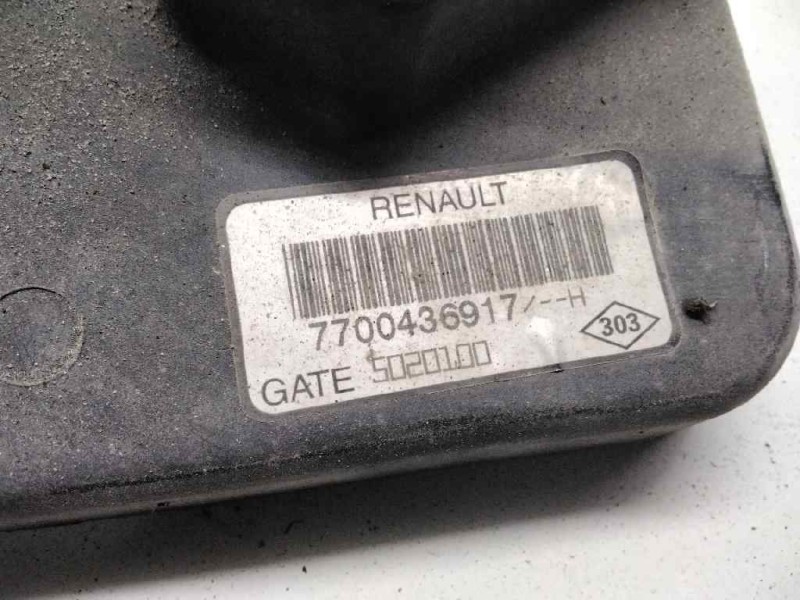 RENAULT
7700436917/--H
303
GATE 5020100